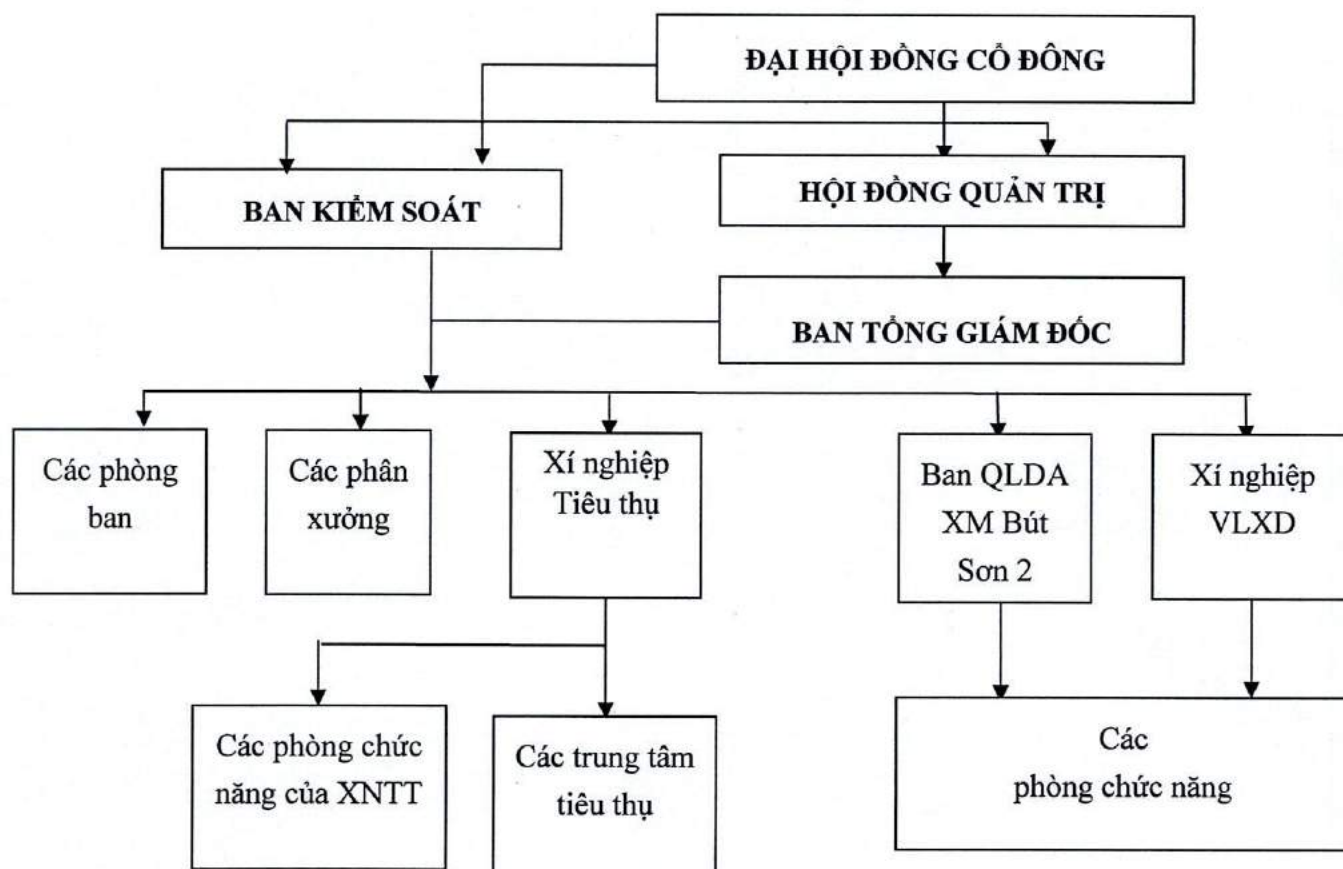 ĐẠI HỘI ĐỒNG CỔ ĐÔNG
BAN KIỂM SOÁT
HỘI ĐỒNG QUẢN TRỊ
BAN TỔNG GIÁM ĐỐC
Các phòng
ban
Các phân
xưởng
Xí nghiệp
Tiêu thụ
Ban QLDA
XM Bút
Sơn 2
Xí nghiệp
VLXD
Các phòng chức
năng của XNTT
Các trung tâm
tiêu thụ
Các
phòng chức năng